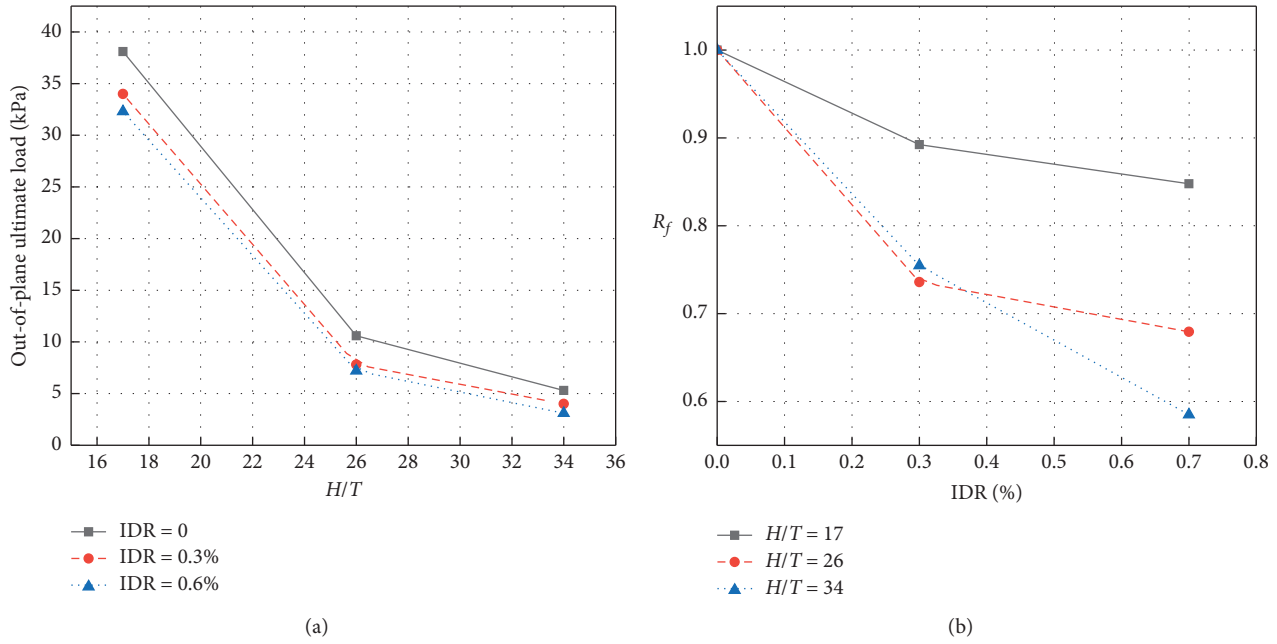 40
35
30
25
20
15
10
5
0
Out-of-plane ultimate load (kPa)
16 18 20 22 24 26 28 30 32 34 36
H/T
IDR = 0
IDR = 0.3%
IDR = 0.6%
(a)
1.0
0.9
0.8
0.7
0.6
Rf
0.0 0.1 0.2 0.3 0.4 0.5 0.6 0.7 0.8
IDR (%)
H/T = 17
H/T = 26
H/T = 34
(b)